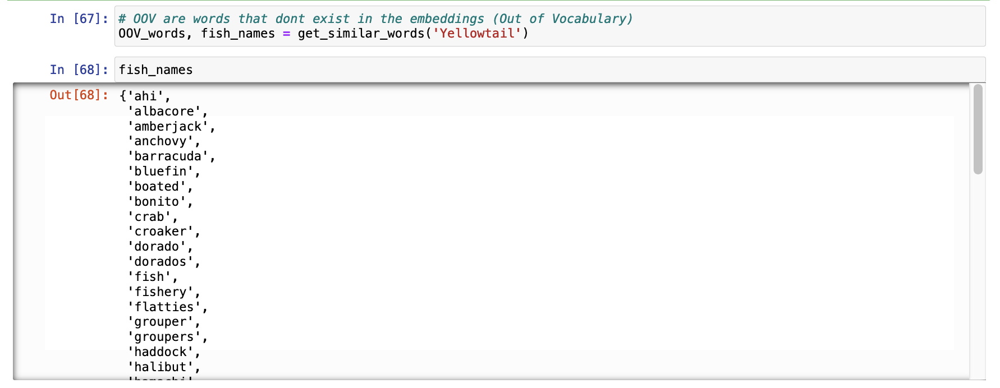 In [67]: # OOV are words that dont exist in the embeddings (Out of Vocabulary)
OOV_words, fish_names = get_similar_words('Yellowtail')
In [68]: fish_names
Out[68]: {'ahi',
'albacore',
'amberjack',
'anchovy',
'barracuda',
'bluefin',
'boated',
'bonito',
'crab',
'croaker',
'dorado',
'dorados',
'fish',
'fishery',
'flatties',
'grouper',
'groupers',
'haddock',
'halibut',